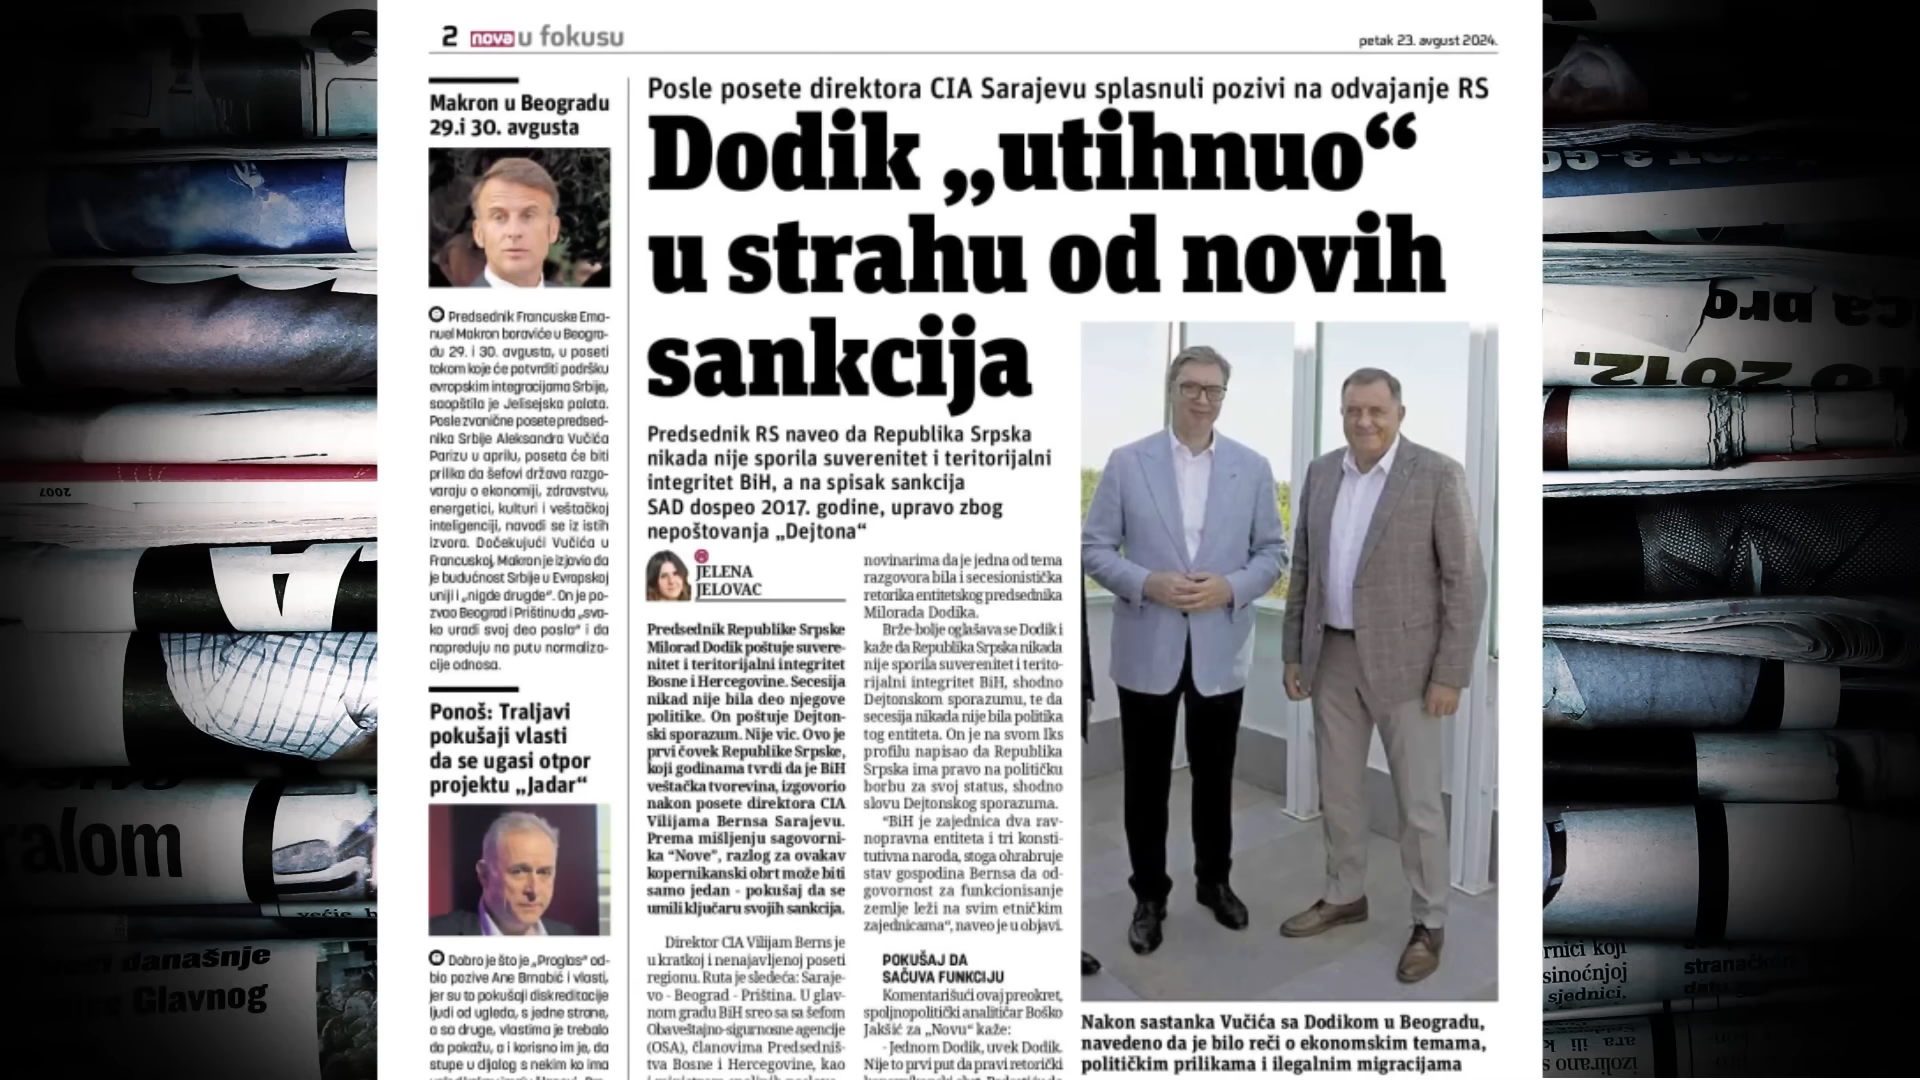 2 nova u fokusu
petak 23. avgust 2024.
Makron u Beogradu
29.i 30. avgusta
Predsednik Francuske Ema-
nuel Makron boraviće u Beogra-
du 29. i 30. avgusta, u poseti
tokom koje će potvrditi podršku
evropskim integracijama Srbije,
saopštila je Jelisejska palata.
Posle zvanične posete predsed-
nika Srbije Aleksandra Vučića
Parizu u aprilu, poseta će biti
prilika da šefovi država razgo-
varaju o ekonomiji, zdravstvu,
energetici, kulturi i veštačkoj
inteligenciji, navodi se iz istih
izvora. Dočekujući Vučića u
Francuskoj, Makron je izjavio da
je budućnost Srbije u Evropskoj
uniji i „nigde drugde“. On je po-
zvao Beograd i Prištinu da „sva-
ko uradi svoj deo posla“ i da
napreduju na putu normaliza-
cije odnosa.
Ponoš: Traljavi
pokušaji vlasti
da se ugasi otpor
projektu „Jadar“
Dobro je što je „Proglas“ od-
bio pozive Ane Brnabić i vlasti,
jer su to pokušaji diskreditacije
ljudi od ugleda, s jedne strane,
a sa druge, vlastima je trebalo
da pokažu, a i korisno im je, da
stupe u dijalog s nekim ko ima
Posle posete direktora CIA Sarajevu splasnuli pozivi na odvajanje RS
Dodik „utihnuo“
u strahu od novih
sankcija
Predsednik RS naveo da Republika Srpska
nikada nije sporila suverenitet i teritorijalni
integritet BiH, a na spisak sankcija
SAD dospeo 2017. godine, upravo zbog
nepoštovanja „Dejtona“
JELENA
JELOVAC
Predsednik Republike Srpske
Milorad Dodik poštuje suvere-
nitet i teritorijalni integritet
Bosne i Hercegovine. Secesija
nikad nije bila deo njegove
politike. On poštuje Dejton-
ski sporazum. Nije vic. Ovo je
prvi čovek Republike Srpske,
koji godinama tvrdi da je BiH
veštačka tvorevina, izgovorio
nakon posete direktora CIA
Vilijama Bernsa Sarajevu.
Prema mišljenju sagovorni-
ka “Nove”, razlog za ovakav
kopernikanski obrt može biti
samo jedan - pokušaj da se
umili ključaru svojih sankcija.
Direktor CIA Vilijam Berns je
u kratkoj i nenajavljenoj poseti
regionu. Ruta je sledeća: Saraje-
vo - Beograd - Priština. U glav-
nom gradu BiH sreo sa sa šefom
Obaveštajno-sigurnosne agencije
(OSA), članovima Predsedniš-
tva Bosne i Hercegovine, kao
novinarima da je jedna od tema
razgovora bila i secesionistička
retorika entitetskog predsednika
Milorada Dodika.
Brže-bolje oglašava se Dodik i
kaže da Republika Srpska nikada
nije sporila suverenitet i terito-
rijalni integritet BiH, shodno
Dejtonskom sporazumu, te da
secesija nikada nije bila politika
tog entiteta. On je na svom Iks
profilu napisao da Republika
Srpska ima pravo na političku
borbu za svoj status, shodno
slovu Dejtonskog sporazuma.
“BiH je zajednica dva rav-
nopravna entiteta i tri konsti-
tutivna naroda, stoga ohrabruje
stav gospodina Bernsa da od-
govornost za funkcionisanje
zemlje leži na svim etničkim
zajednicama“, naveo je u objavi.
POKUŠAJ DA
SAČUVA FUNKCIJU
Komentarišući ovaj preokret,
spoljnopolitički analitičar Boško
Jakšić za „Novu“ kaže:
- Jednom Dodik, uvek Dodik.
Nije to prvi put da pravi retorički
Nakon sastanka Vučića sa Dodikom u Beogradu,
navedeno da je bilo reči o ekonomskim temama,
političkim prilikama i ilegalnim migracijama
2007
današnje
Glavnog
2012.
koji
sinoćnjoj
sjednici.